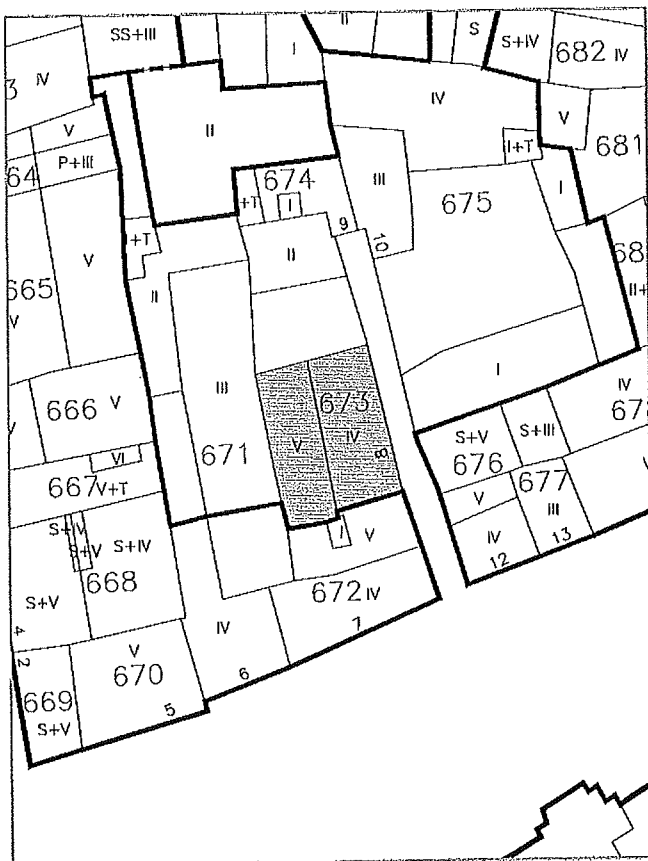 SS+III
I
II
S
S+IV
682 IV
3 IV
V
64
P+III
II
IV
V
681
I+T
III
675
I
674
+T
I
9
10
I+T
V
665
V
II
II
68
II+
III
671
673
V
IV
8
I
IV
67
666 V
V
VI
667 V+T
S+V
676
S+III
677
V
III
IV
12
13
V
S+IV
S+V
S+IV
668
S+V
4
I
V
672 IV
7
IV
6
2
V
670
5
669
S+V